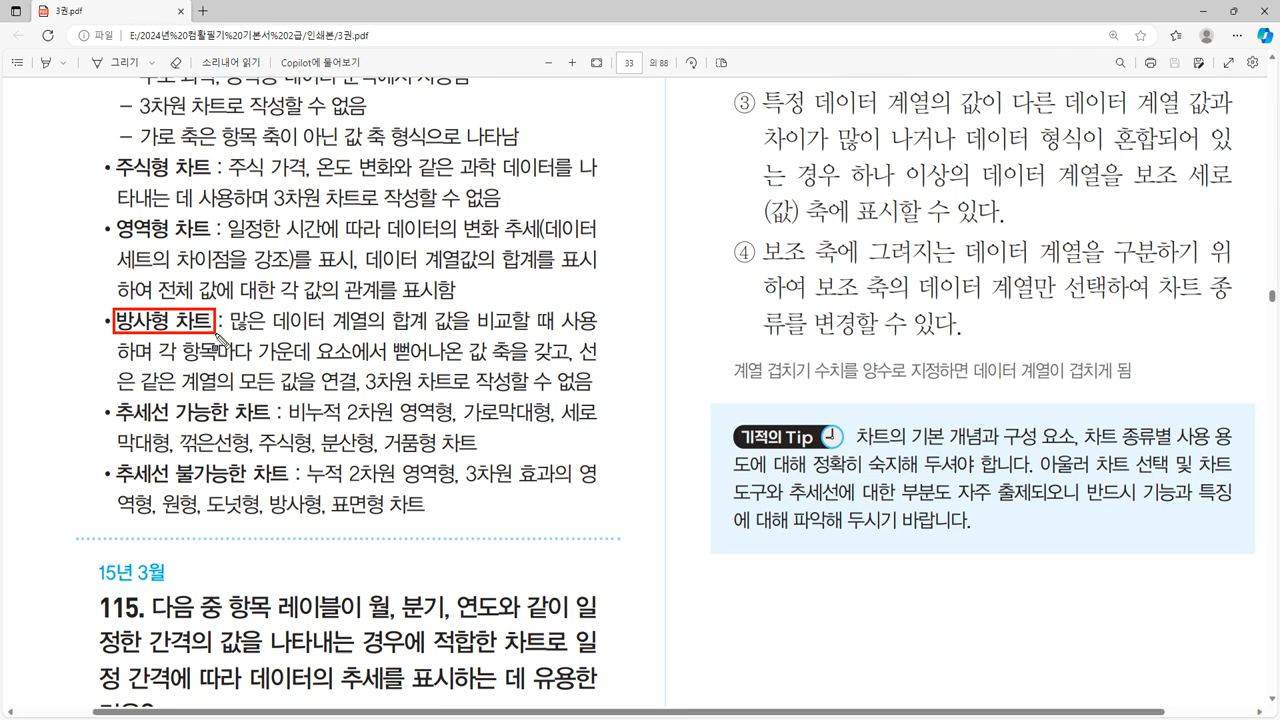 3권.pdf
파일
E:/2024년%20컴활필기%20기본서%202급/인쇄본/3권.pdf
그리기
소리내어 읽기
Copilot에 물어보기
33
의 88
– 3차원 차트로 작성할 수 없음
– 가로 축은 항목 축이 아닌 값 축 형식으로 나타남
• 주식형 차트 : 주식 가격, 온도 변화와 같은 과학 데이터를 나
타내는 데 사용하며 3차원 차트로 작성할 수 없음
• 영역형 차트 : 일정한 시간에 따라 데이터의 변화 추세(데이터
세트의 차이점을 강조)를 표시, 데이터 계열값의 합계를 표시
하여 전체 값에 대한 각 값의 관계를 표시함
• 방사형 차트 : 많은 데이터 계열의 합계 값을 비교할 때 사용
하며 각 항목마다 가운데 요소에서 뻗어나온 값 축을 갖고, 선
은 같은 계열의 모든 값을 연결, 3차원 차트로 작성할 수 없음
• 추세선 가능한 차트 : 비누적 2차원 영역형, 가로막대형, 세로
막대형, 꺾은선형, 주식형, 분산형, 거품형 차트
• 추세선 불가능한 차트 : 누적 2차원 영역형, 3차원 효과의 영
역형, 원형, 도넛형, 방사형, 표면형 차트
15년 3월
115. 다음 중 항목 레이블이 월, 분기, 연도와 같이 일
정한 간격의 값을 나타내는 경우에 적합한 차트로 일
정 간격에 따라 데이터의 추세를 표시하는 데 유용한
③ 특정 데이터 계열의 값이 다른 데이터 계열 값과
차이가 많이 나거나 데이터 형식이 혼합되어 있
는 경우 하나 이상의 데이터 계열을 보조 세로
(값) 축에 표시할 수 있다.
④ 보조 축에 그려지는 데이터 계열을 구분하기 위
하여 보조 축의 데이터 계열만 선택하여 차트 종
류를 변경할 수 있다.
계열 겹치기 수치를 양수로 지정하면 데이터 계열이 겹치게 됨
기적의 Tip 차트의 기본 개념과 구성 요소, 차트 종류별 사용 용
도에 대해 정확히 숙지해 두셔야 합니다. 아울러 차트 선택 및 차트
도구와 추세선에 대한 부분도 자주 출제되오니 반드시 기능과 특징
에 대해 파악해 두시기 바랍니다.